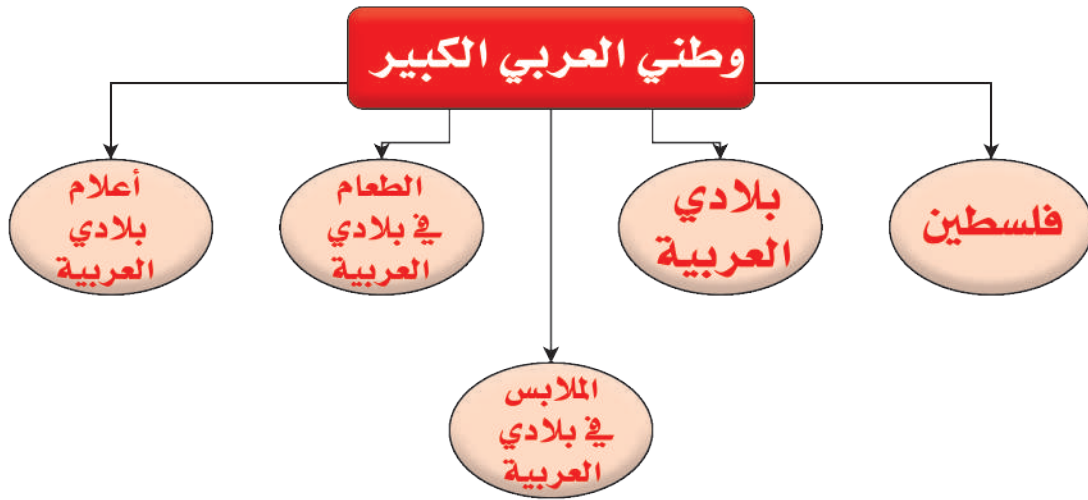 وطني العربي الكبير
فلسطين
بلادي
العربية
الطعام
في بلادي
العربية
أعلام
بلادي
العربية
الملابس
في بلادي
العربية